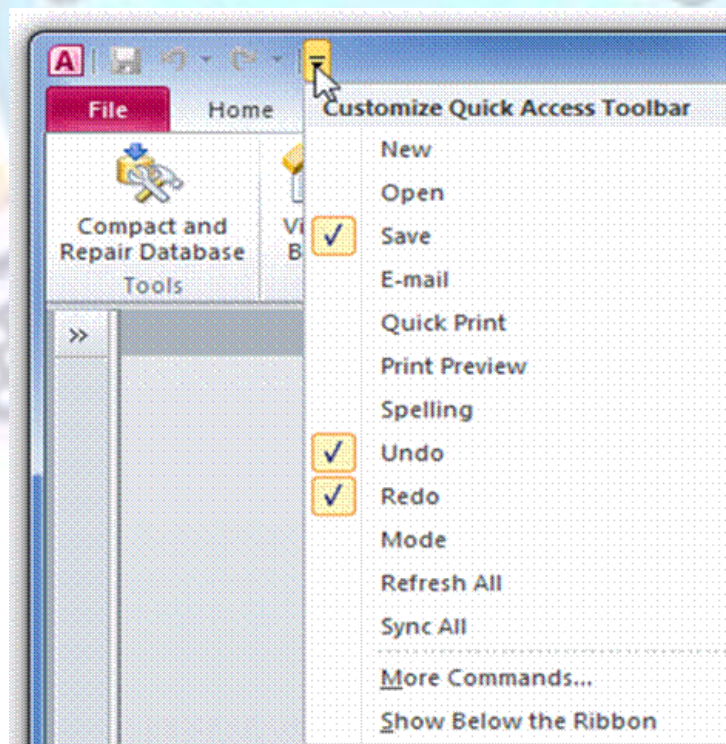 A
File Home
Customize Quick Access Toolbar
New
Open
Compact and
Repair Database
Save
E-mail
Tools
Quick Print
Print Preview
Spelling
Undo
Redo
Mode
Refresh All
Sync All
More Commands...
Show Below the Ribbon